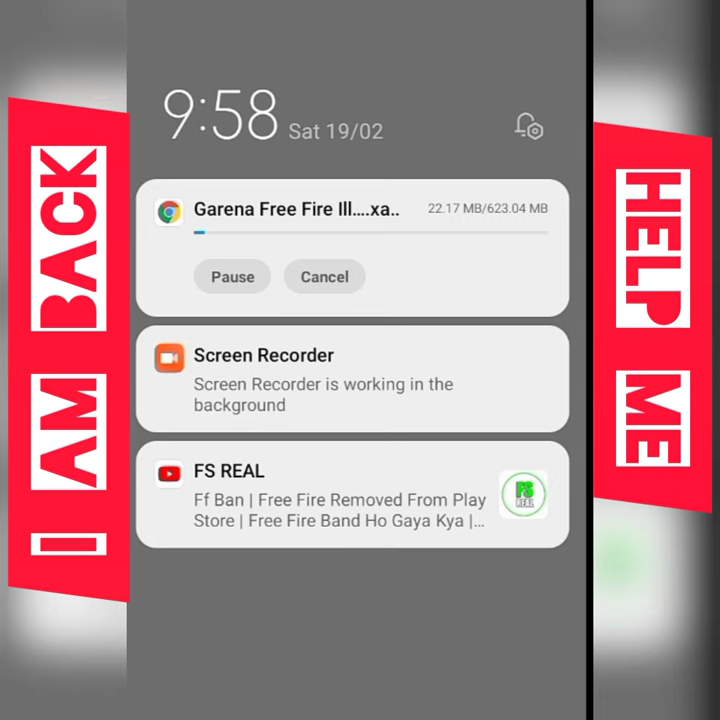 I AM BACK
9:58 Sat 19/02
Garena Free Fire Ill....xa.. 22.17 MB/623.04 MB
Pause Cancel
Screen Recorder
Screen Recorder is working in the
background
FS REAL
Ff Ban | Free Fire Removed From Play
Store | Free Fire Band Ho Gaya Kya |...
FS
REAL
HELP ME